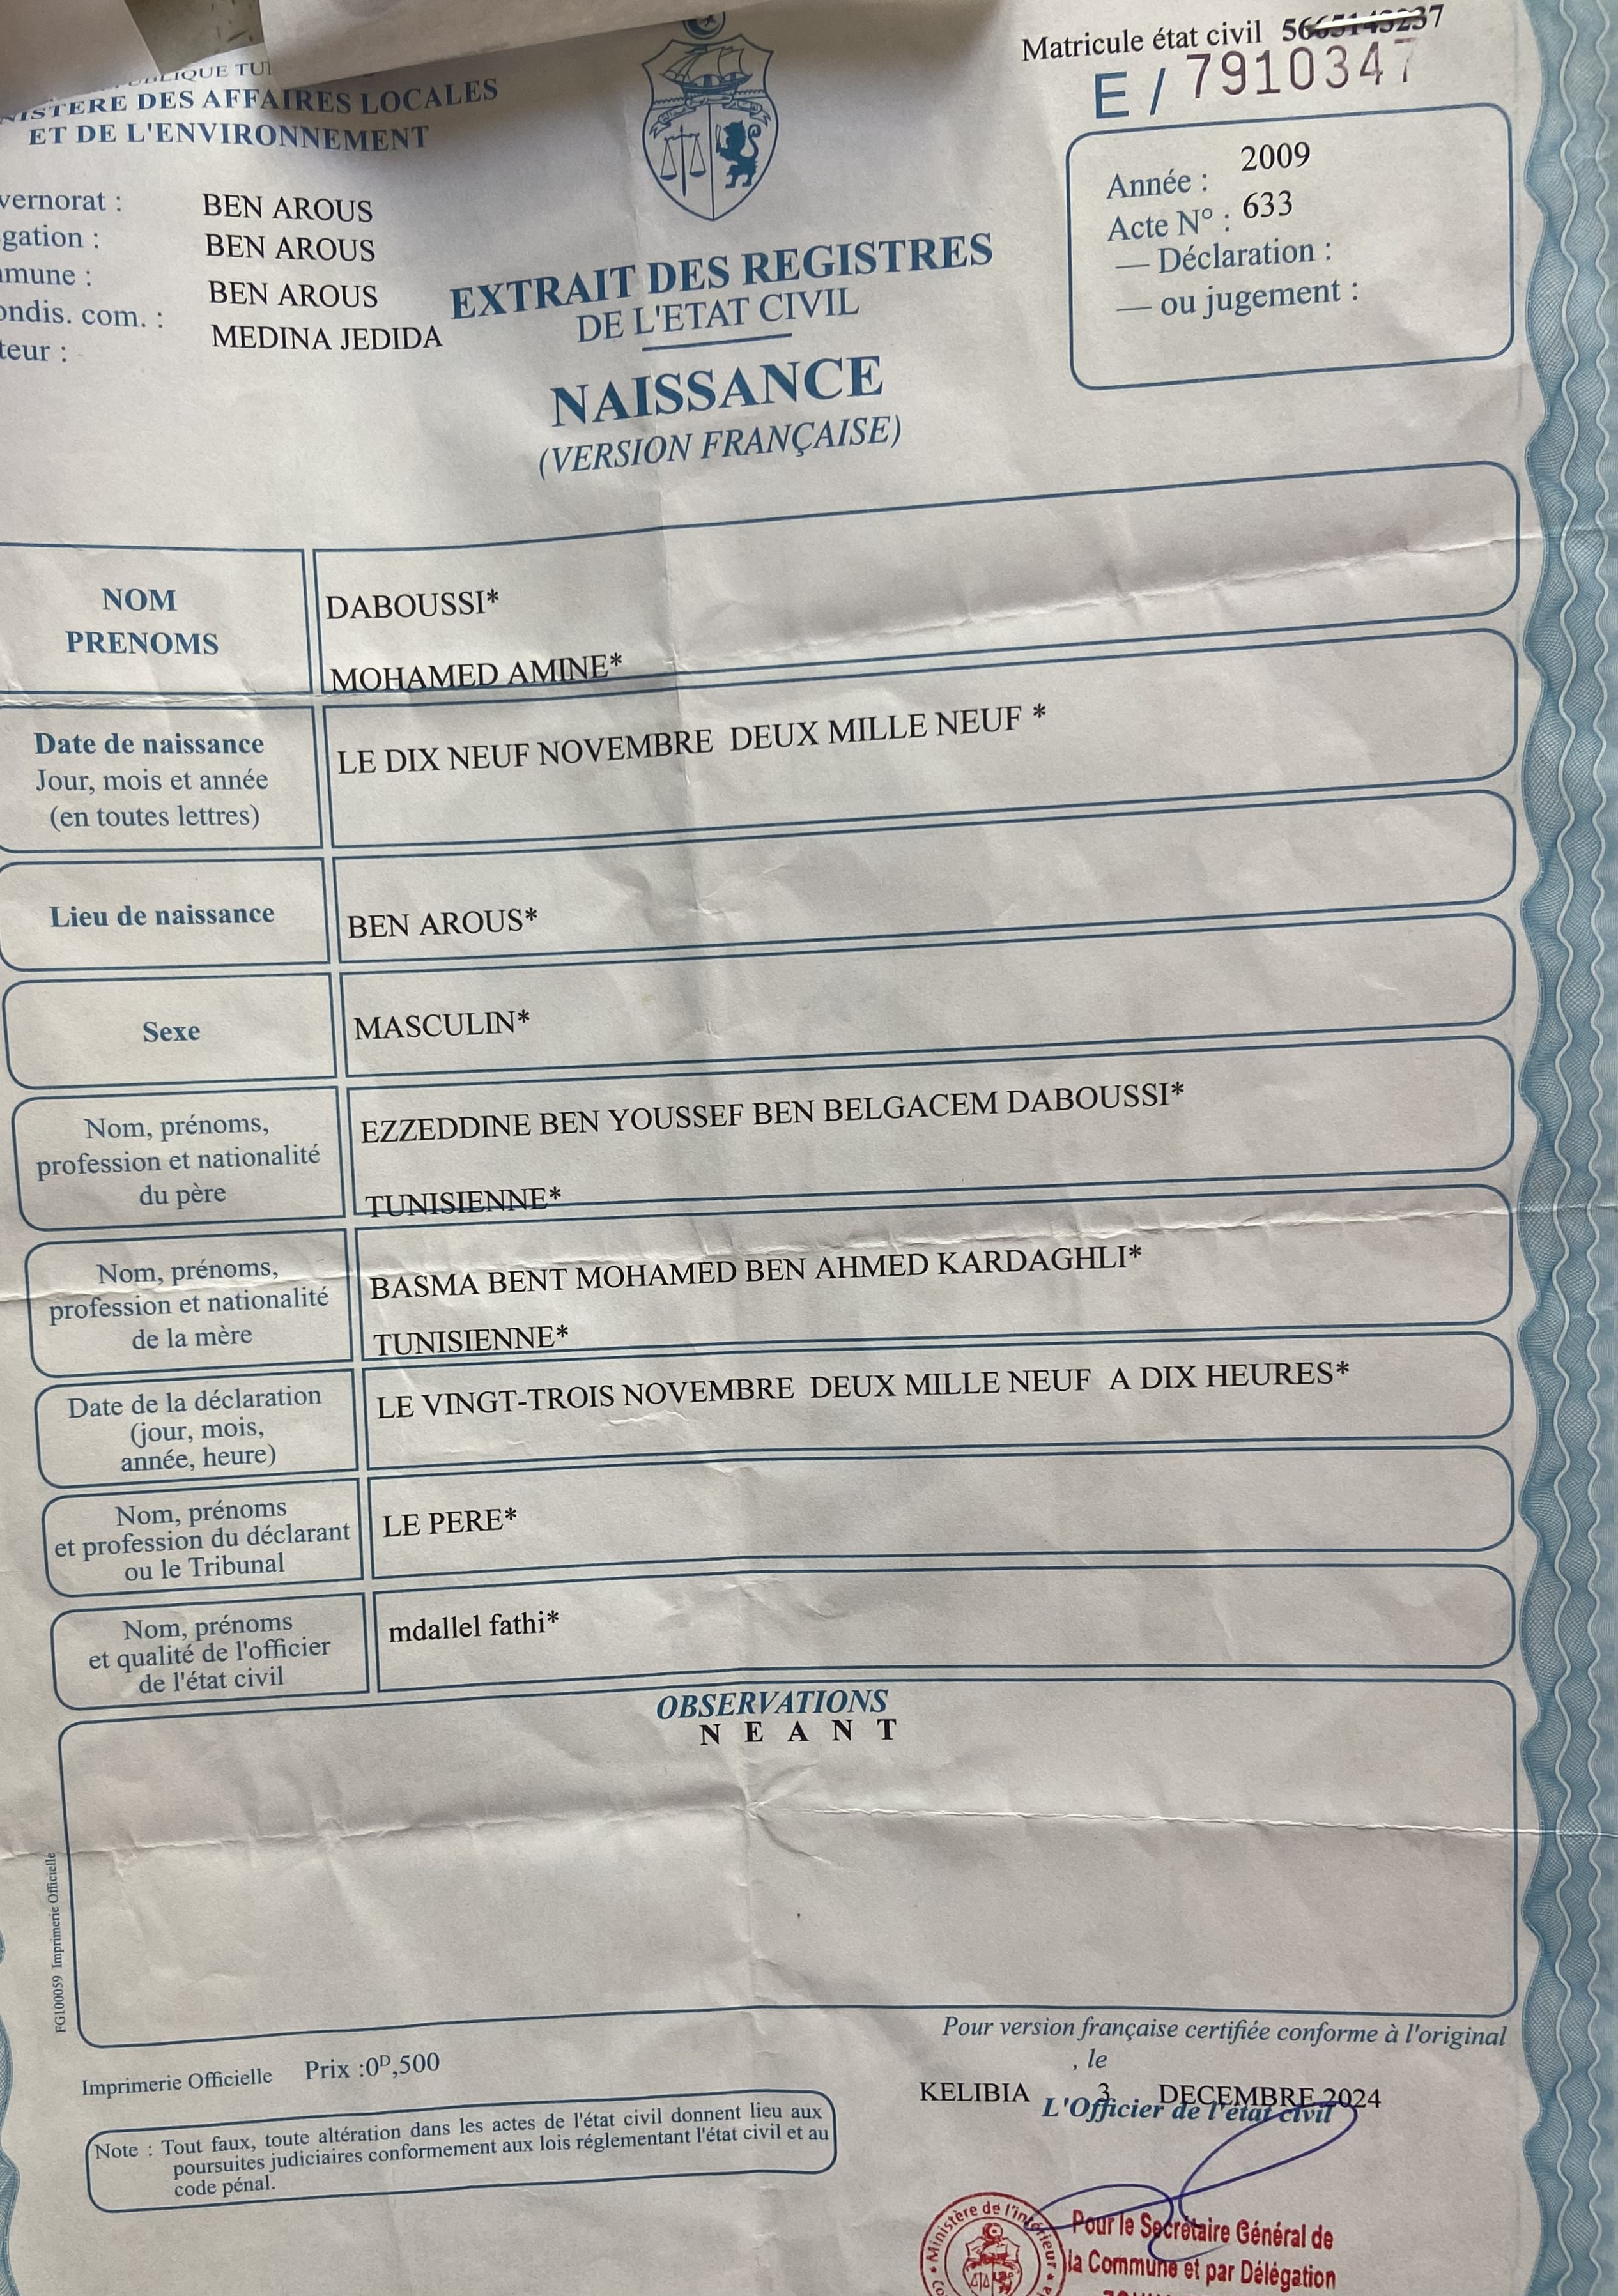 Matricule état civil
E / 7910347
MINISTERE DES AFFAIRES LOCALES
ET DE L'ENVIRONNEMENT
vernorat : BEN AROUS
gation : BEN AROUS
mmune : BEN AROUS
ondis. com. : MEDINA JEDIDA
teur :
Année : 2009
Acte N° : 633
— Déclaration :
— ou jugement :
EXTRAIT DES REGISTRES
DE L'ETAT CIVIL
NAISSANCE
(VERSION FRANÇAISE)
NOM
PRENOMS
DABOUSSI*
MOHAMED AMINE*
Date de naissance
Jour, mois et année
(en toutes lettres)
LE DIX NEUF NOVEMBRE DEUX MILLE NEUF *
Lieu de naissance
BEN AROUS*
Sexe
MASCULIN*
Nom, prénoms,
profession et nationalité
du père
EZZEDDINE BEN YOUSSEF BEN BELGACEM DABOUSSI*
TUNISIENNE*
Nom, prénoms,
profession et nationalité
de la mère
BASMA BENT MOHAMED BEN AHMED KARDAGHLI*
TUNISIENNE*
Date de la déclaration
(jour, mois,
année, heure)
LE VINGT-TROIS NOVEMBRE DEUX MILLE NEUF A DIX HEURES*
Nom, prénoms
et profession du déclarant
ou le Tribunal
LE PERE*
Nom, prénoms
et qualité de l'officier
de l'état civil
mdallel fathi*
OBSERVATIONS
N E A N T
FG100059 Imprimerie Officielle
Pour version française certifiée conforme à l'original
, le
KELIBIA 3 DECEMBRE 2024
L'Officier de l'état civil
Imprimerie Officielle Prix :0D,500
Note : Tout faux, toute altération dans les actes de l'état civil donnent lieu aux
poursuites judiciaires conformement aux lois réglementant l'état civil et au
code pénal.
Ministère de l'intérieur
Pour le Secrétaire Général de
la Commune et par Délégation